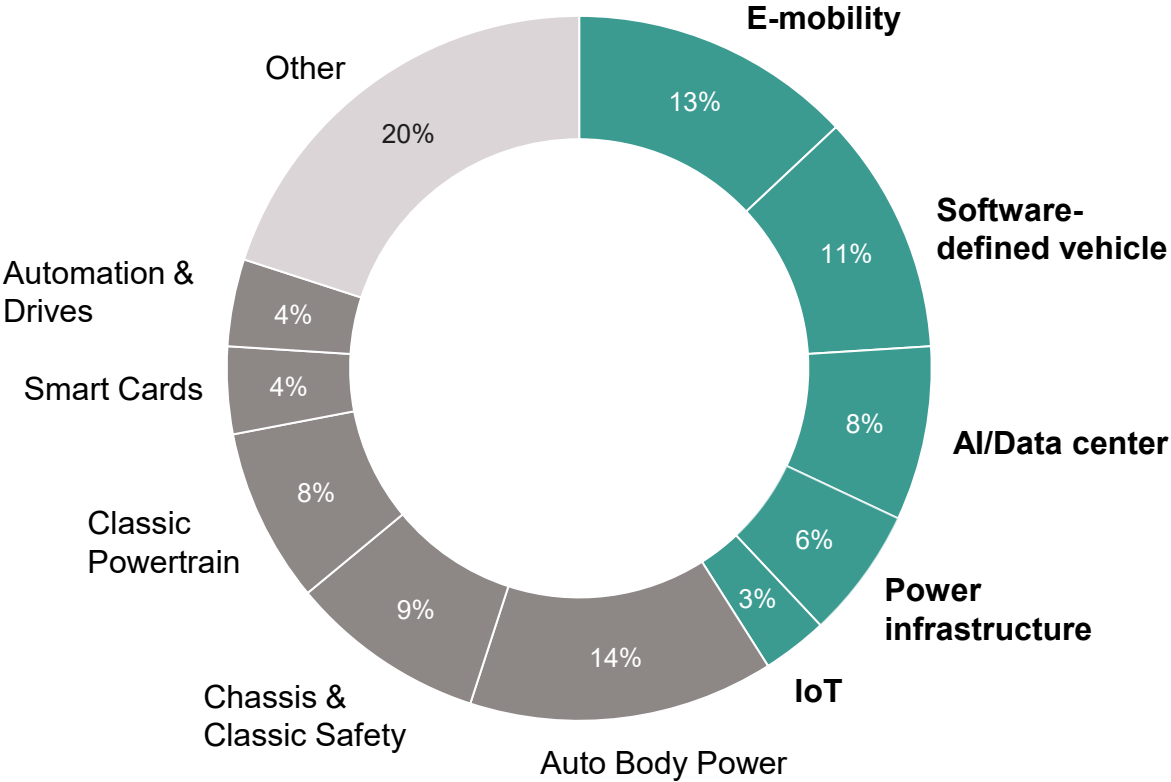 E-mobility
13%
Software-
defined vehicle
11%
AI/Data center
8%
Power
infrastructure
6%
IoT
3%
Auto Body Power
14%
Chassis &
Classic Safety
9%
Classic
Powertrain
8%
Smart Cards
4%
Automation &
Drives
4%
Other
20%